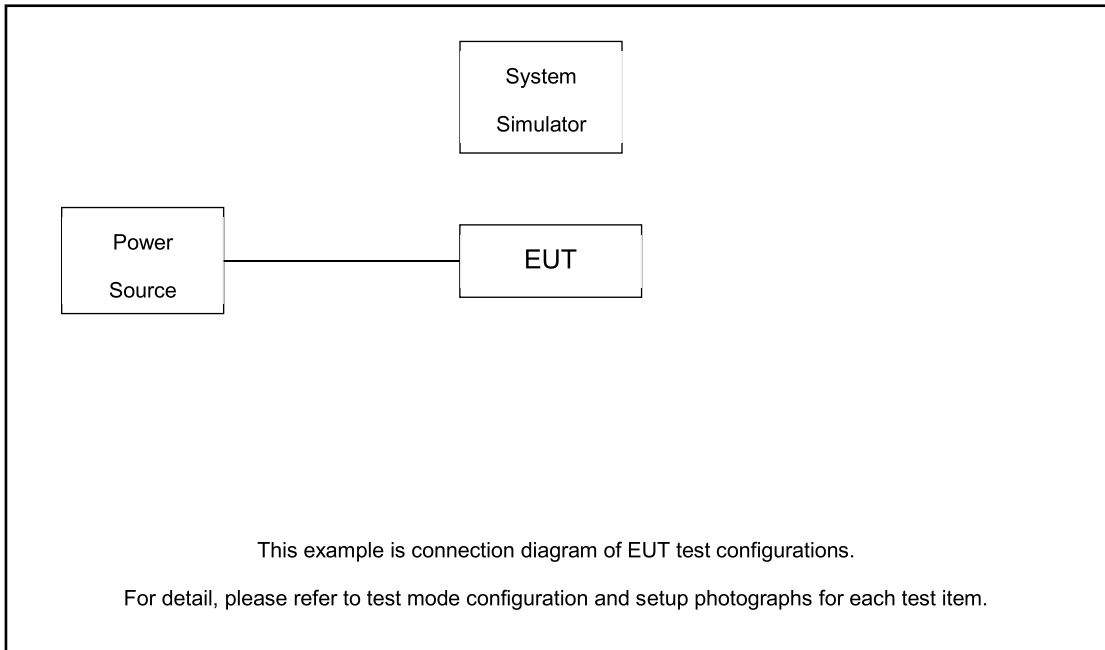 System
Simulator
Power
Source
EUT
This example is connection diagram of EUT test configurations.
For detail, please refer to test mode configuration and setup photographs for each test item.